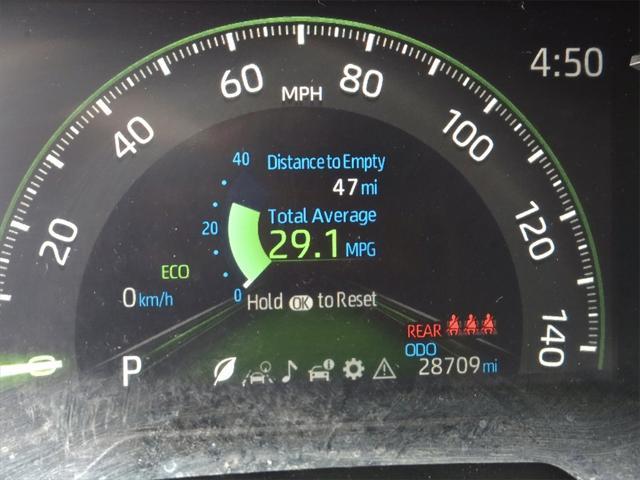 4:50
60
80
MPH
40
100
20
120
0
140
40
Distance to Empty
47 mi
Total Average
20
29.1 MPG
ECO
0 km/h
0
Hold OK to Reset
REAR
ODO
P
28709 mi